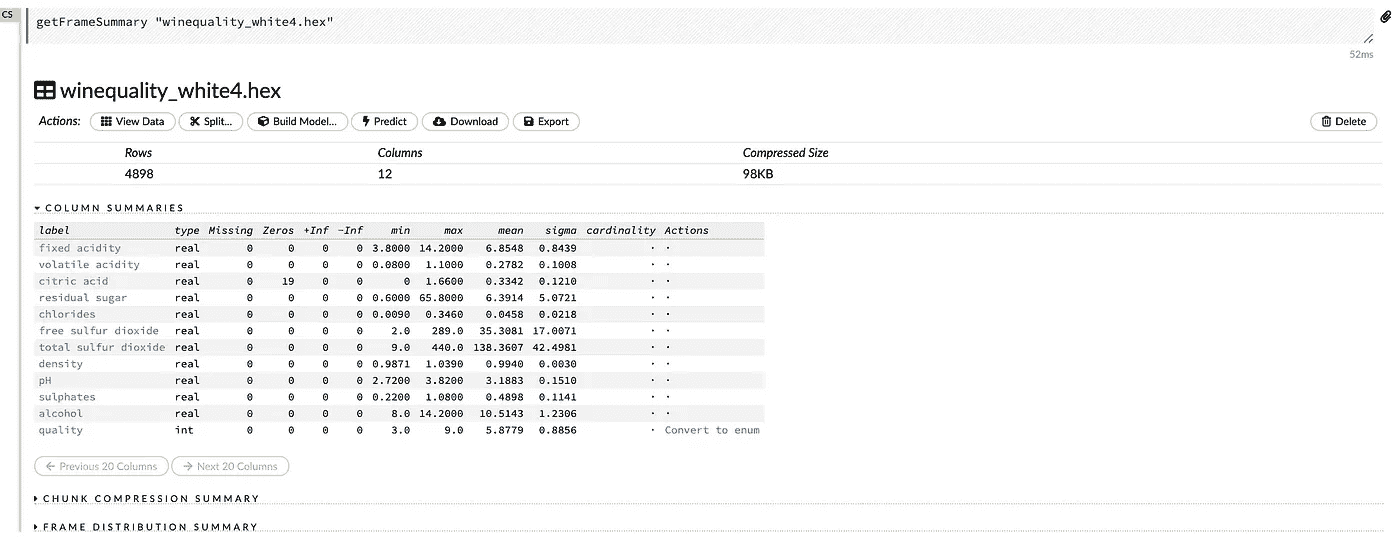 CS
getFrameSummary "winequality_white4.hex"
52ms
winequality_white4.hex
Actions: View Data Split... Build Model... Predict Download Export Delete
Rows Columns Compressed Size
4898 12 98KB
COLUMN SUMMARIES
label type Missing Zeros +Inf -Inf min max mean sigma cardinality Actions
fixed acidity real 0 0 0 0 3.8000 14.2000 6.8548 0.8439 · ·
volatile acidity real 0 0 0 0 0.0800 1.1000 0.2782 0.1008 · ·
citric acid real 0 19 0 0 0 1.6600 0.3342 0.1210 · ·
residual sugar real 0 0 0 0 0.6000 65.8000 6.3914 5.0721 · ·
chlorides real 0 0 0 0 0.0090 0.3460 0.0458 0.0218 · ·
free sulfur dioxide real 0 0 0 0 2.0 289.0 35.3081 17.0071 · ·
total sulfur dioxide real 0 0 0 0 9.0 440.0 138.3607 42.4981 · ·
density real 0 0 0 0 0.9871 1.0390 0.9940 0.0030 · ·
pH real 0 0 0 0 2.7200 3.8200 3.1883 0.1510 · ·
sulphates real 0 0 0 0 0.2200 1.0800 0.4898 0.1141 · ·
alcohol real 0 0 0 0 8.0 14.2000 10.5143 1.2306 · ·
quality int 0 0 0 0 3.0 9.0 5.8779 0.8856 · Convert to enum
Previous 20 Columns Next 20 Columns
CHUNK COMPRESSION SUMMARY
FRAME DISTRIBUTION SUMMARY